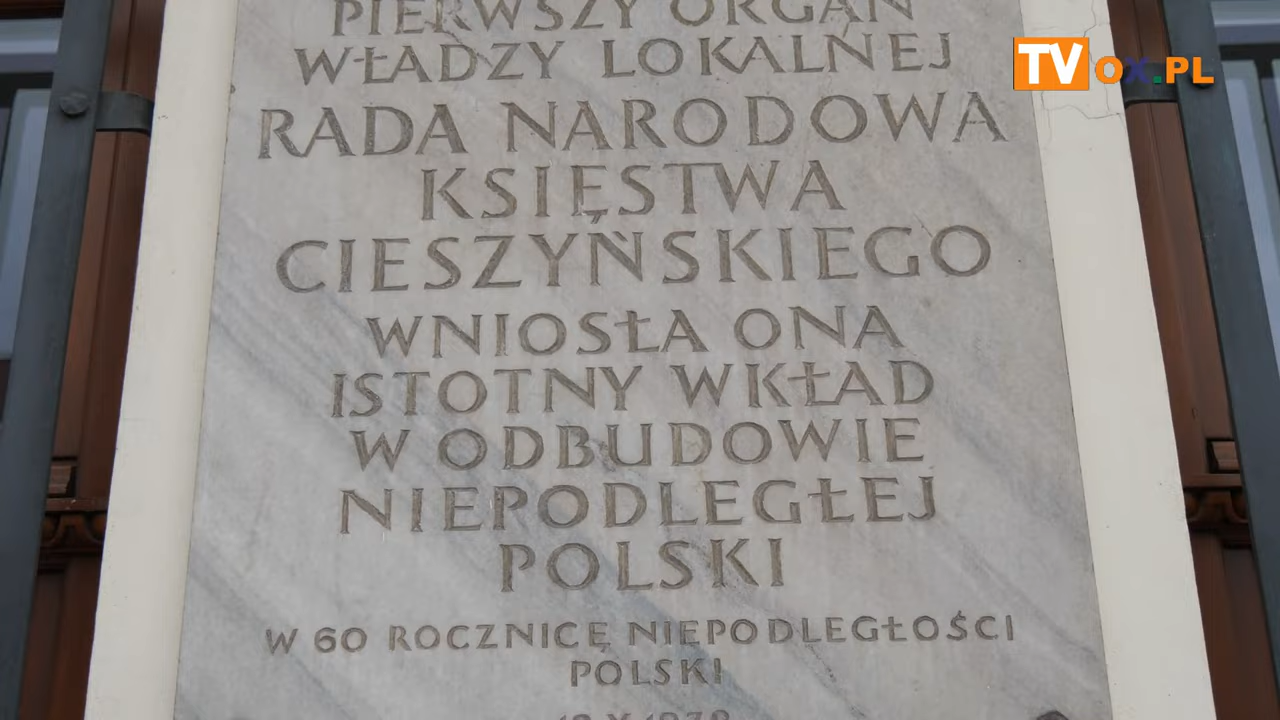 PIERWSZY ORGAN
WŁADZY LOKALNEJ
RADA NARODOWA
KSIĘSTWA
CIESZYŃSKIEGO
WNIOSŁA ONA
ISTOTNY WKŁAD
W ODBUDOWIE
NIEPODLEGŁEJ
POLSKI
W 60 ROCZNICĘ NIEPODLEGŁOŚCI
POLSKI
TVOX.PL